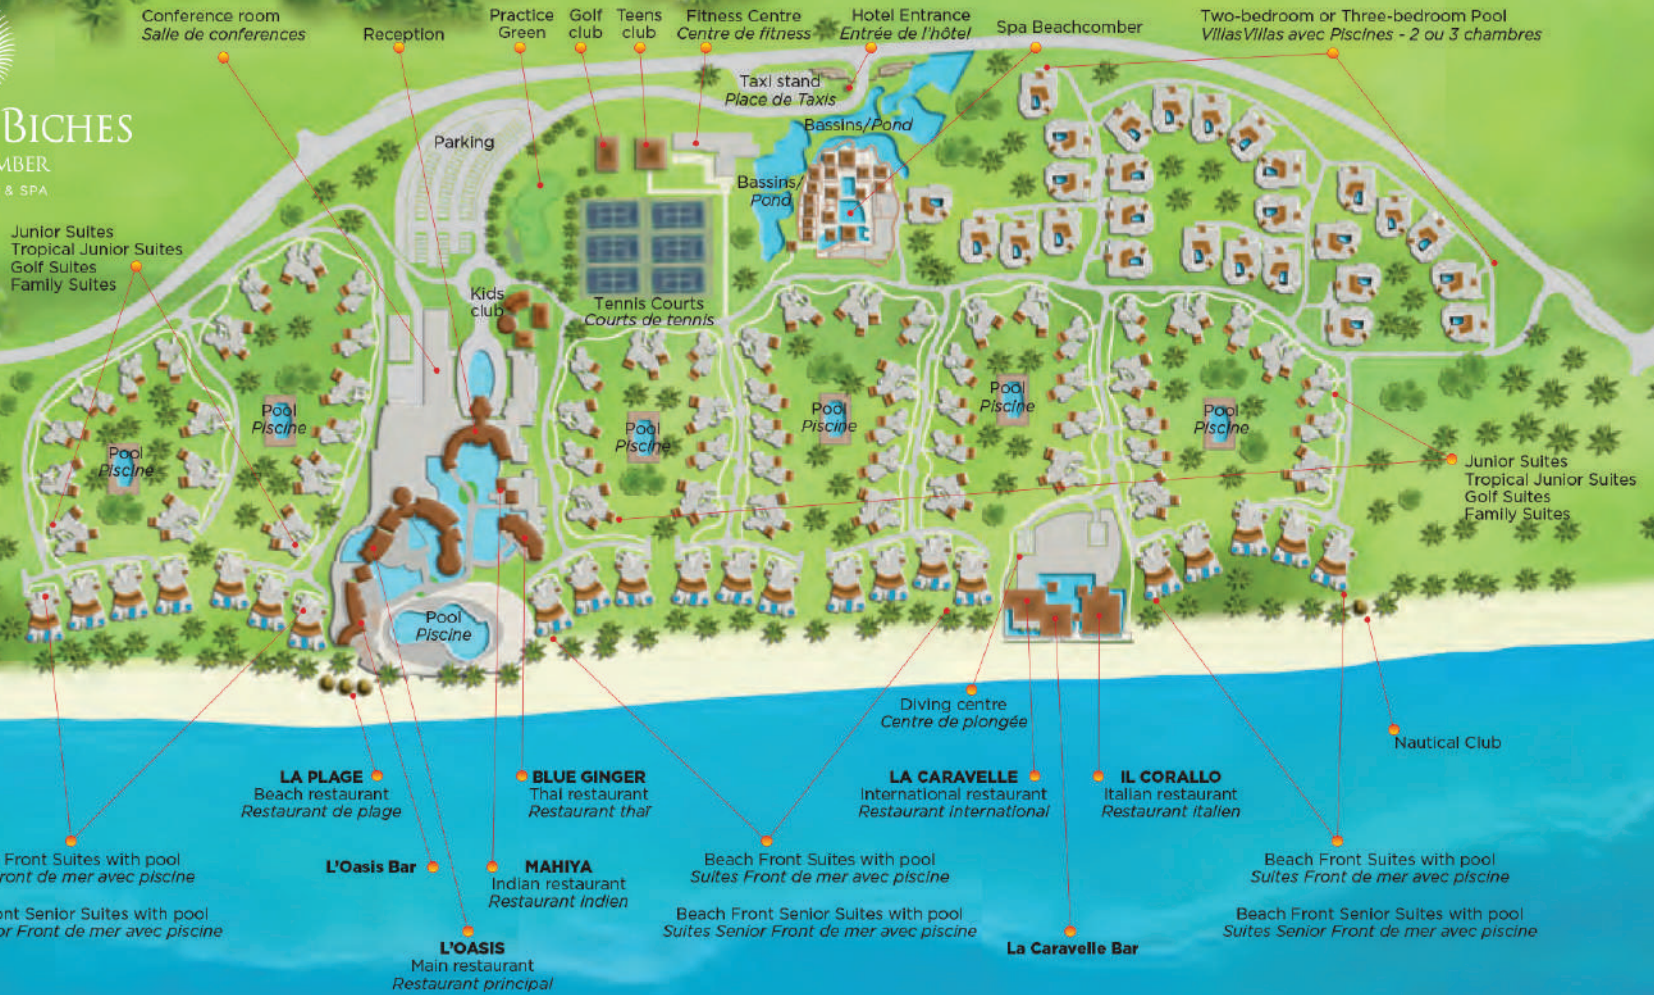 Conference room
Salle de conferences
Reception
Practice
Green
Golf
club
Teens
club
Fitness Centre
Centre de fitness
Hotel Entrance
Entrée de l'hôtel
Spa Beachcomber
Two-bedroom or Three-bedroom Pool
VillasVillas avec Piscines - 2 ou 3 chambres
BICHES
MBER
& SPA
Taxi stand
Place de Taxis
Parking
Bassins/Pond
Bassins/
Pond
Junior Suites
Tropical Junior Suites
Golf Suites
Family Suites
Kids
club
Tennis Courts
Courts de tennis
Pool
Piscine
Pool
Piscine
Pool
Piscine
Pool
Piscine
Pool
Piscine
Pool
Piscine
Junior Suites
Tropical Junior Suites
Golf Suites
Family Suites
Pool
Piscine
Diving centre
Centre de plongée
Nautical Club
LA PLAGE
Beach restaurant
Restaurant de plage
BLUE GINGER
Thai restaurant
Restaurant thaï
LA CARAVELLE
International restaurant
Restaurant international
IL CORALLO
Italian restaurant
Restaurant italien
Front Suites with pool
ront de mer avec piscine
nt Senior Suites with pool
or Front de mer avec piscine
L'Oasis Bar
MAHIYA
Indian restaurant
Restaurant indien
L'OASIS
Main restaurant
Restaurant principal
Beach Front Suites with pool
Suites Front de mer avec piscine
Beach Front Senior Suites with pool
Suites Senior Front de mer avec piscine
La Caravelle Bar
Beach Front Suites with pool
Suites Front de mer avec piscine
Beach Front Senior Suites with pool
Suites Senior Front de mer avec piscine